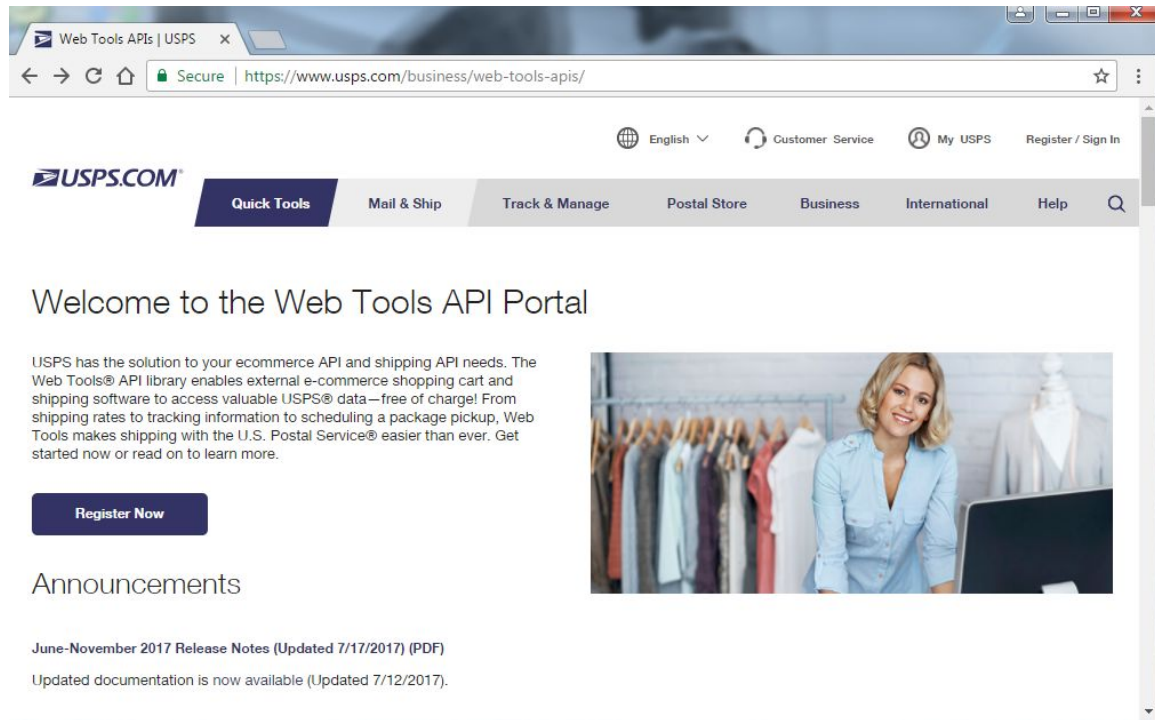 Web Tools APIs | USPS
Secure | https://www.usps.com/business/web-tools-apis/
English
Customer Service
My USPS
Register / Sign In
USPS.COM®
Quick Tools
Mail & Ship
Track & Manage
Postal Store
Business
International
Help
Welcome to the Web Tools API Portal
USPS has the solution to your ecommerce API and shipping API needs. The
Web Tools® API library enables external e-commerce shopping cart and
shipping software to access valuable USPS® data—free of charge! From
shipping rates to tracking information to scheduling a package pickup, Web
Tools makes shipping with the U.S. Postal Service® easier than ever. Get
started now or read on to learn more.
Register Now
Announcements
June-November 2017 Release Notes (Updated 7/17/2017) (PDF)
Updated documentation is now available (Updated 7/12/2017).